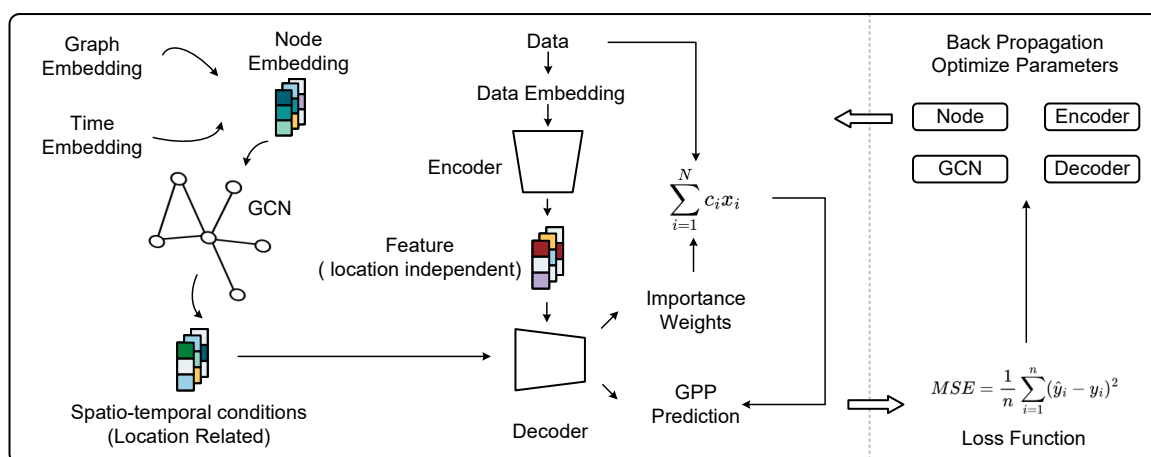 Graph
Embedding
Time
Embedding
Node
Embedding
GCN
Spatio-temporal conditions
(Location Related)
Data
Data Embedding
Encoder
Feature
( location independent)
Decoder
\sum_{i=1}^{N} c_i x_i
Importance
Weights
GPP
Prediction
Back Propagation
Optimize Parameters
Node
Encoder
GCN
Decoder
MSE = \frac{1}{n} \sum_{i=1}^{n} (\hat{y}_i - y_i)^2
Loss Function